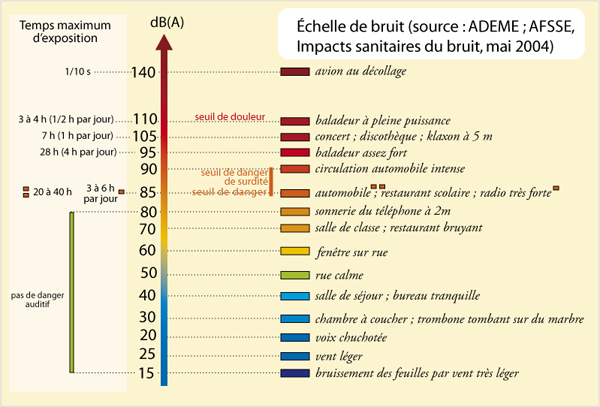 Temps maximum
d'exposition
dB(A)
Échelle de bruit (source : ADEME ; AFSSE,
Impacts sanitaires du bruit, mai 2004)
1/10 s 140 avion au décollage
3 à 4 h (1/2 h par jour) seuil de douleur 110 baladeur à pleine puissance
7 h (1 h par jour) 105 concert ; discothèque ; klaxon à 5 m
28 h (4 h par jour) 95 baladeur assez fort
90 circulation automobile intense
seuil de danger
de surdité
seuil de danger
20 à 40 h 3 à 6 h
par jour
85 automobile ; restaurant scolaire ; radio très forte
80 sonnerie du téléphone à 2m
70 salle de classe ; restaurant bruyant
60 fenêtre sur rue
50 rue calme
pas de danger
auditif
40 salle de séjour ; bureau tranquille
30 chambre à coucher ; trombone tombant sur du marbre
20 voix chuchotée
25 vent léger
15 bruissement des feuilles par vent très léger